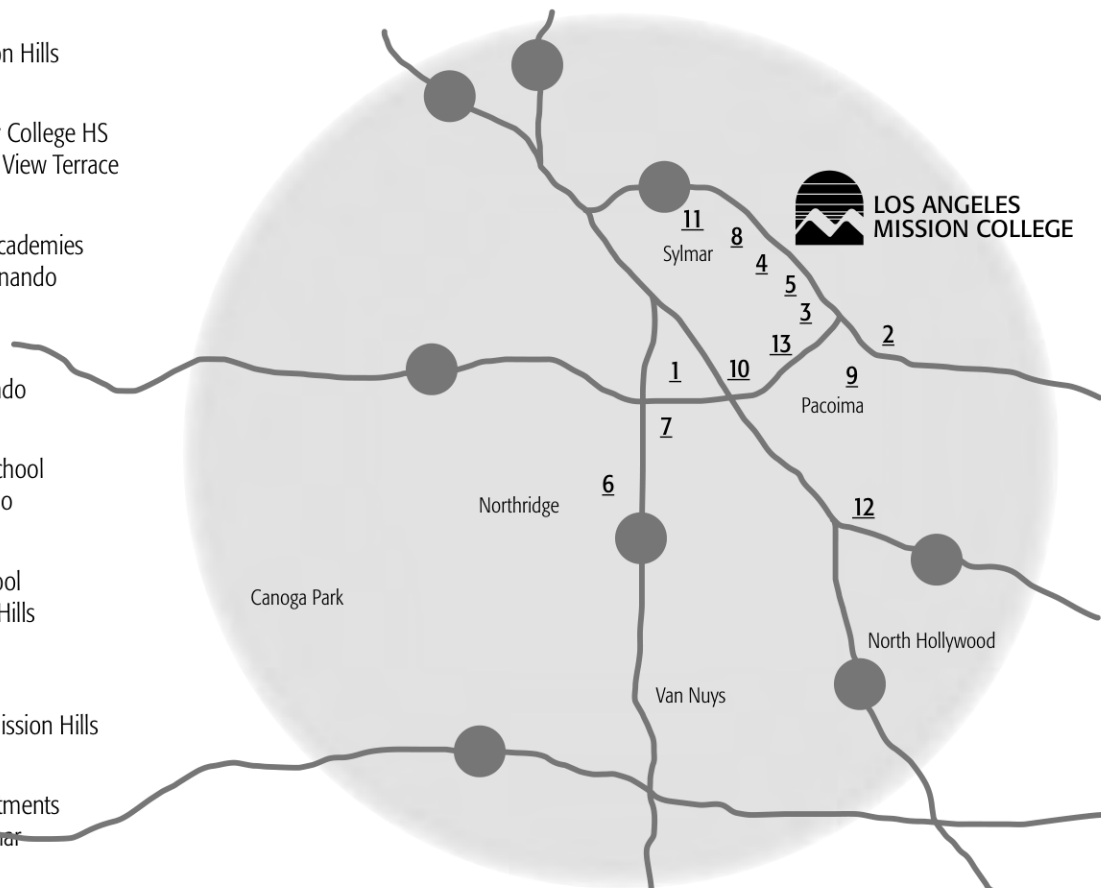 on Hills
College HS
View Terrace
cademies
nando
do
chool
o
ool
Hills
ission Hills
tments
LOS ANGELES
MISSION COLLEGE
11
8
Sylmar
4
5
3
2
13
1
10
9
Pacoima
7
6
Northridge
12
Canoga Park
North Hollywood
Van Nuys